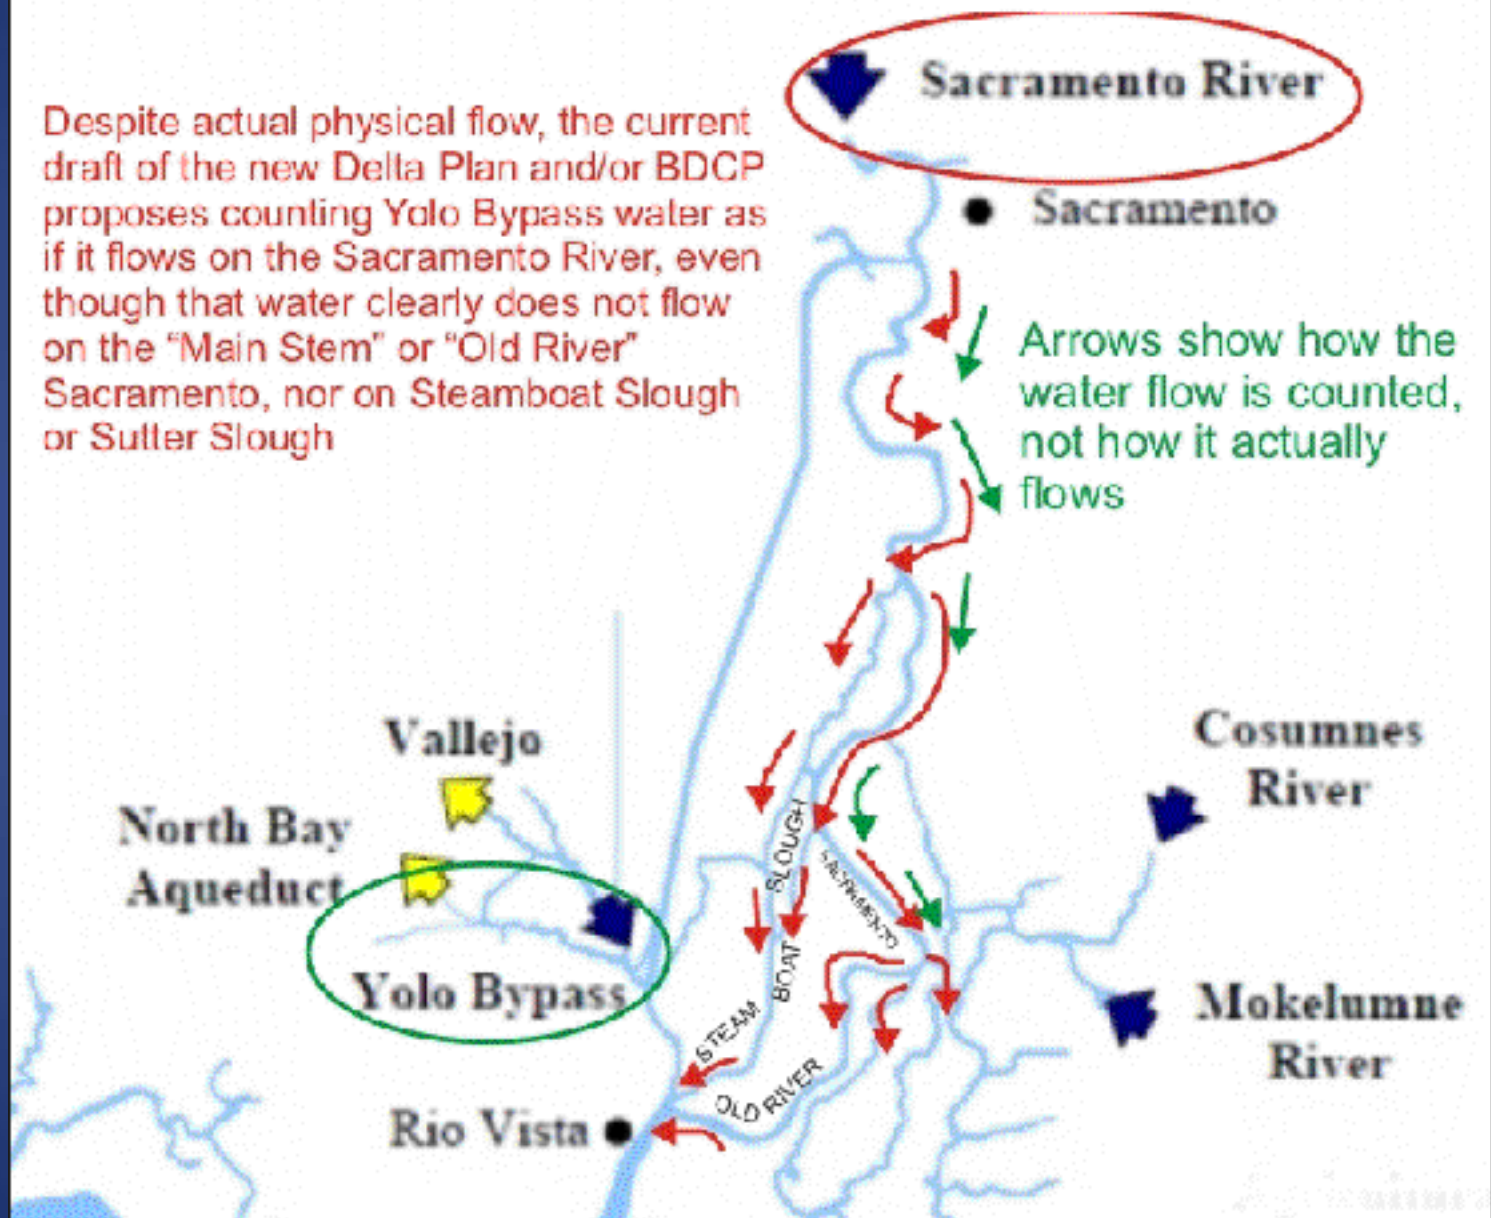 Sacramento River
Despite actual physical flow, the current
draft of the new Delta Plan and/or BDCP
proposes counting Yolo Bypass water as
if it flows on the Sacramento River, even
though that water clearly does not flow
on the “Main Stem” or “Old River”
Sacramento, nor on Steamboat Slough
or Sutter Slough
Sacramento
Arrows show how the
water flow is counted,
not how it actually
flows
Vallejo
North Bay
Aqueduct
Yolo Bypass
Cosumnes
River
Mokelumne
River
SLOUGH
BOAT
STEAM
SACRAMENTO
OLD RIVER
Rio Vista